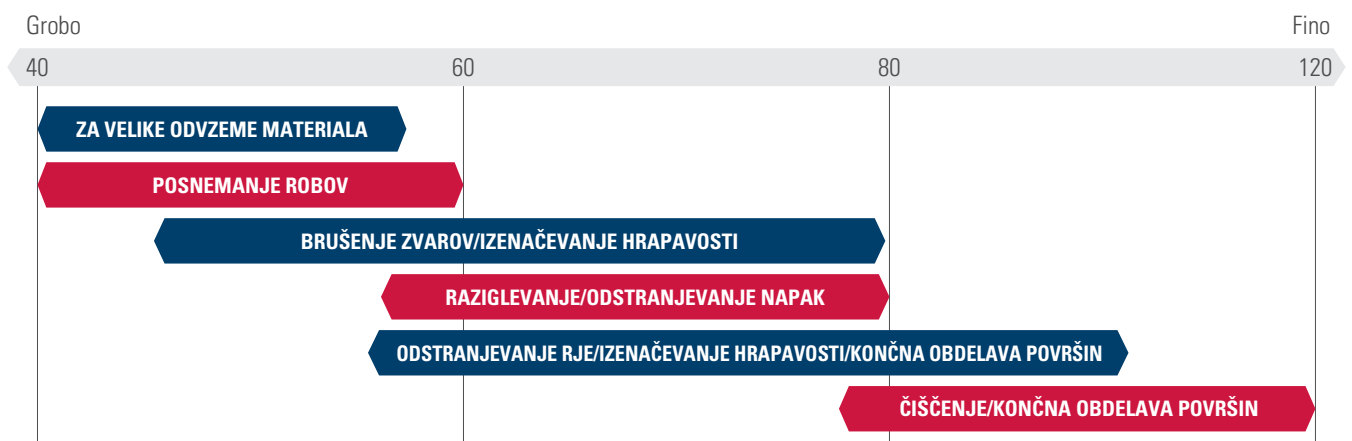 Grobo Fino
40 60 80 120
ZA VELIKE ODVZEME MATERIALA
POSNEMANJE ROBOV
BRUŠENJE ZVAROV/IZENAČEVANJE HRAPAVOSTI
RAZIGLEVANJE/ODSTRANJEVANJE NAPAK
ODSTRANJEVANJE RJE/IZENAČEVANJE HRAPAVOSTI/KONČNA OBDELAVA POVRŠIN
ČIŠČENJE/KONČNA OBDELAVA POVRŠIN